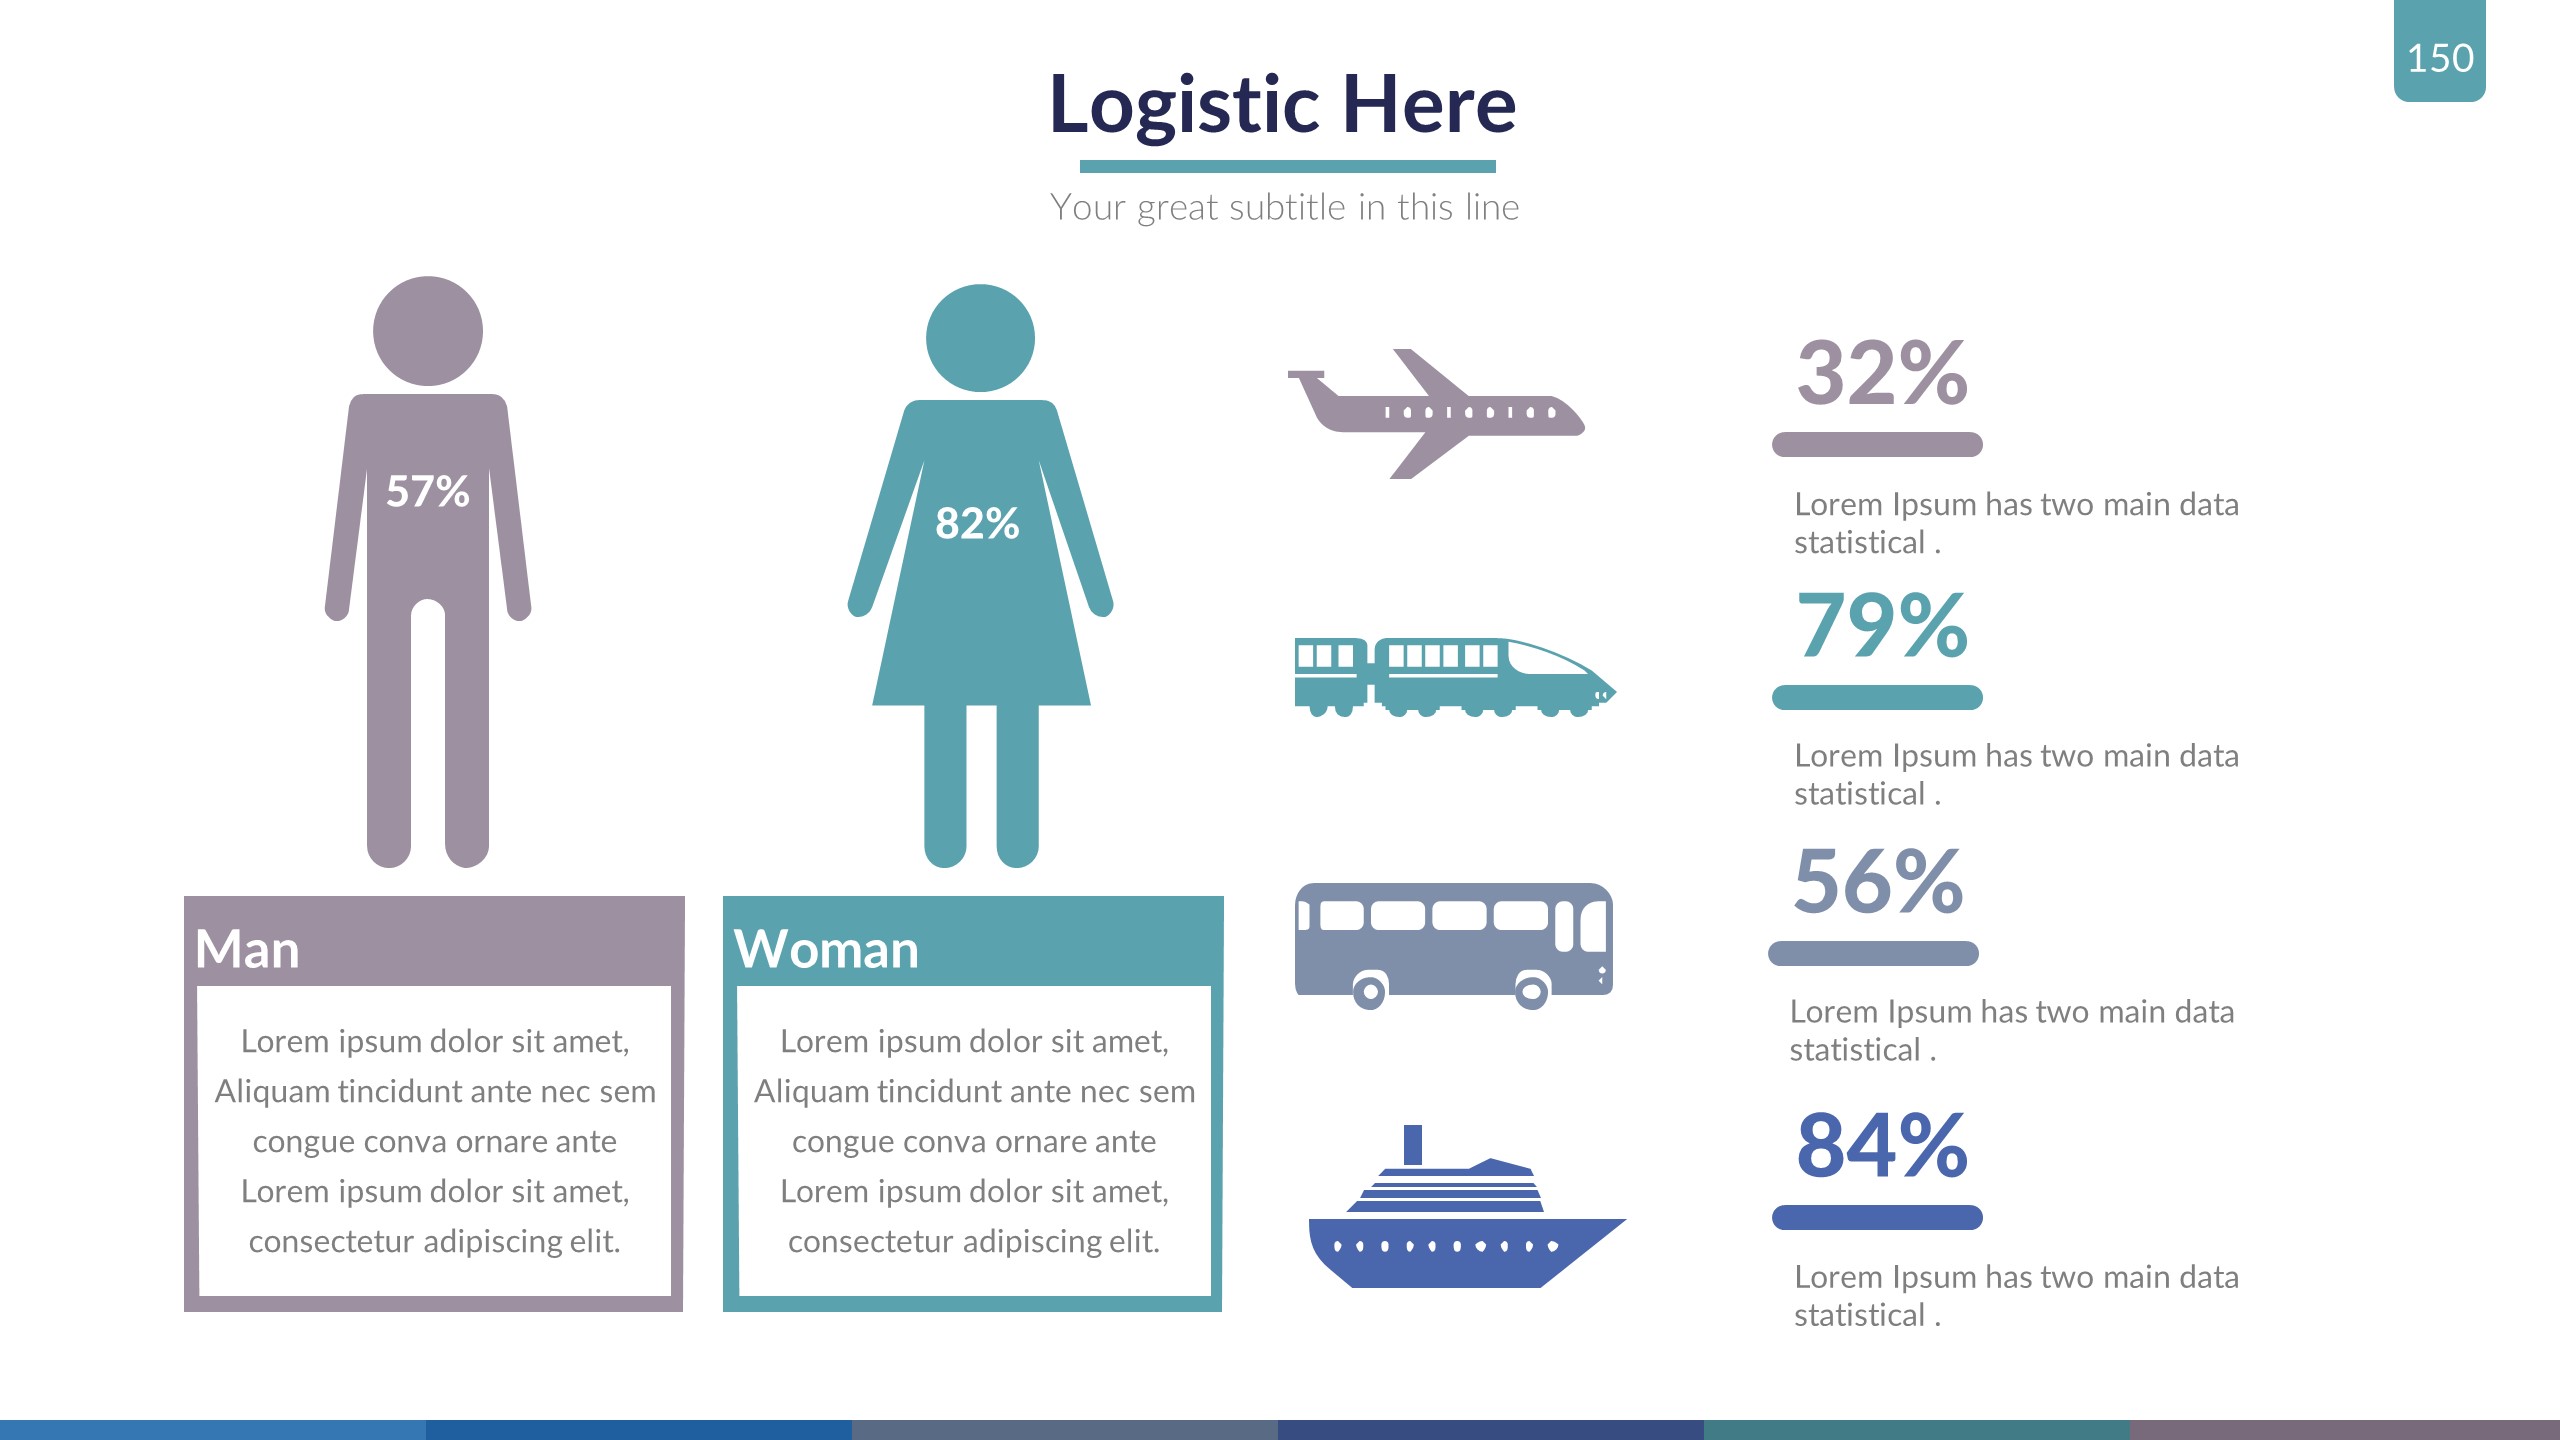 150
Logistic Here
Your great subtitle in this line
57%
82%
Man
Lorem ipsum dolor sit amet,
Aliquam tincidunt ante nec sem
congue conva ornare ante
Lorem ipsum dolor sit amet,
consectetur adipiscing elit.
Woman
Lorem ipsum dolor sit amet,
Aliquam tincidunt ante nec sem
congue conva ornare ante
Lorem ipsum dolor sit amet,
consectetur adipiscing elit.
32%
Lorem Ipsum has two main data
statistical .
79%
Lorem Ipsum has two main data
statistical .
56%
Lorem Ipsum has two main data
statistical .
84%
Lorem Ipsum has two main data
statistical .